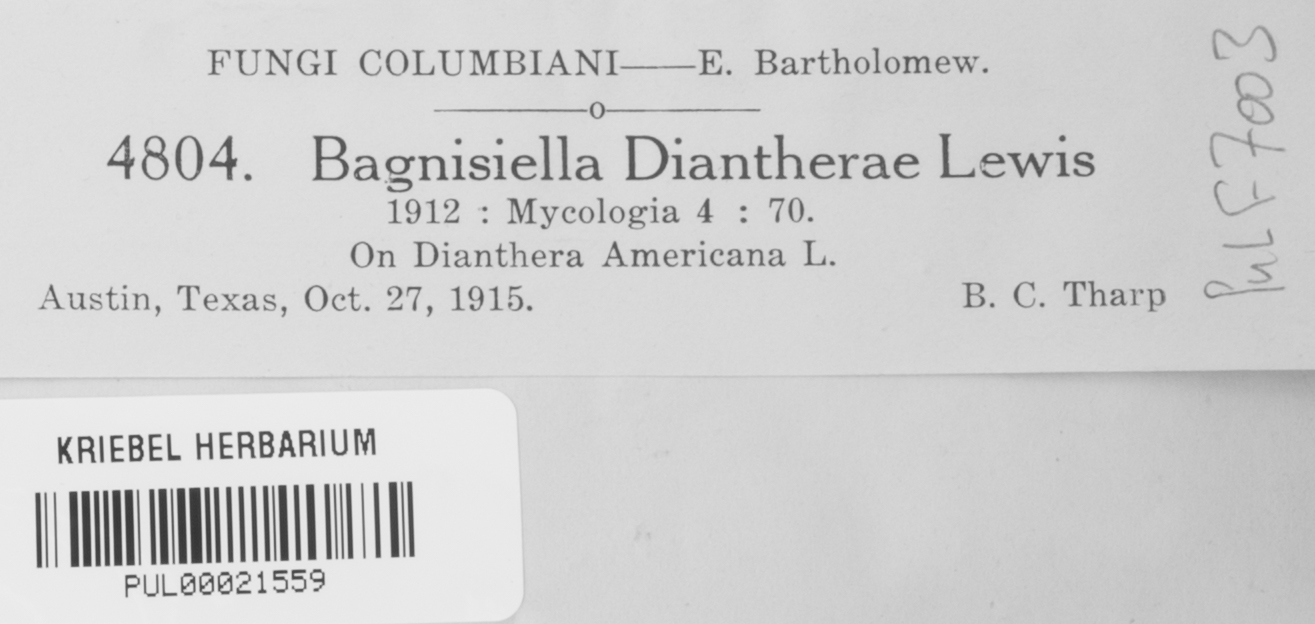 FUNGI COLUMBIANI——E. Bartholomew.
o
4804. Bagnisiella Diantherae Lewis
1912 : Mycologia 4 : 70.
On Dianthera Americana L.
Austin, Texas, Oct. 27, 1915. B. C. Tharp
PUL F7003
KRIEBEL HERBARIUM
PUL00021559